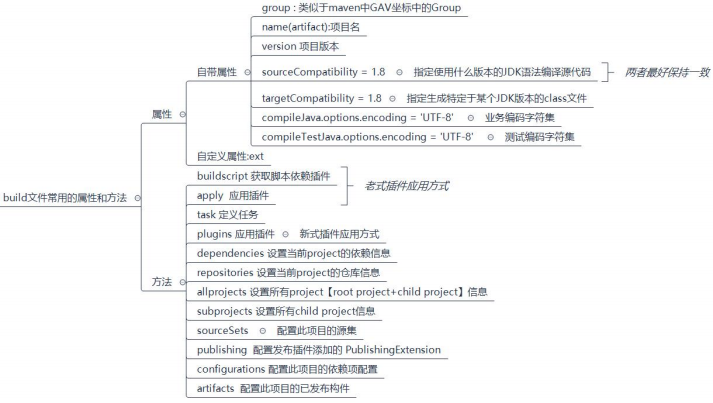 build文件常用的属性和方法
属性
自带属性
group : 类似于maven中GAV坐标中的Group
name(artifact):项目名
version 项目版本
sourceCompatibility = 1.8 指定使用什么版本的JDK语法编译源代码
两者最好保持一致
targetCompatibility = 1.8 指定生成特定于某个JDK版本的class文件
compileJava.options.encoding = 'UTF-8' 业务编码字符集
compileTestJava.options.encoding = 'UTF-8' 测试编码字符集
自定义属性:ext
方法
buildscript 获取脚本依赖插件
apply 应用插件
老式插件应用方式
task 定义任务
plugins 应用插件 新式插件应用方式
dependencies 设置当前project的依赖信息
repositories 设置当前project的仓库信息
allprojects 设置所有project【root project+child project】信息
subprojects 设置所有child project信息
sourceSets 配置此项目的源集
publishing 配置发布插件添加的 PublishingExtension
configurations 配置此项目的依赖项配置
artifacts 配置此项目的已发布构件